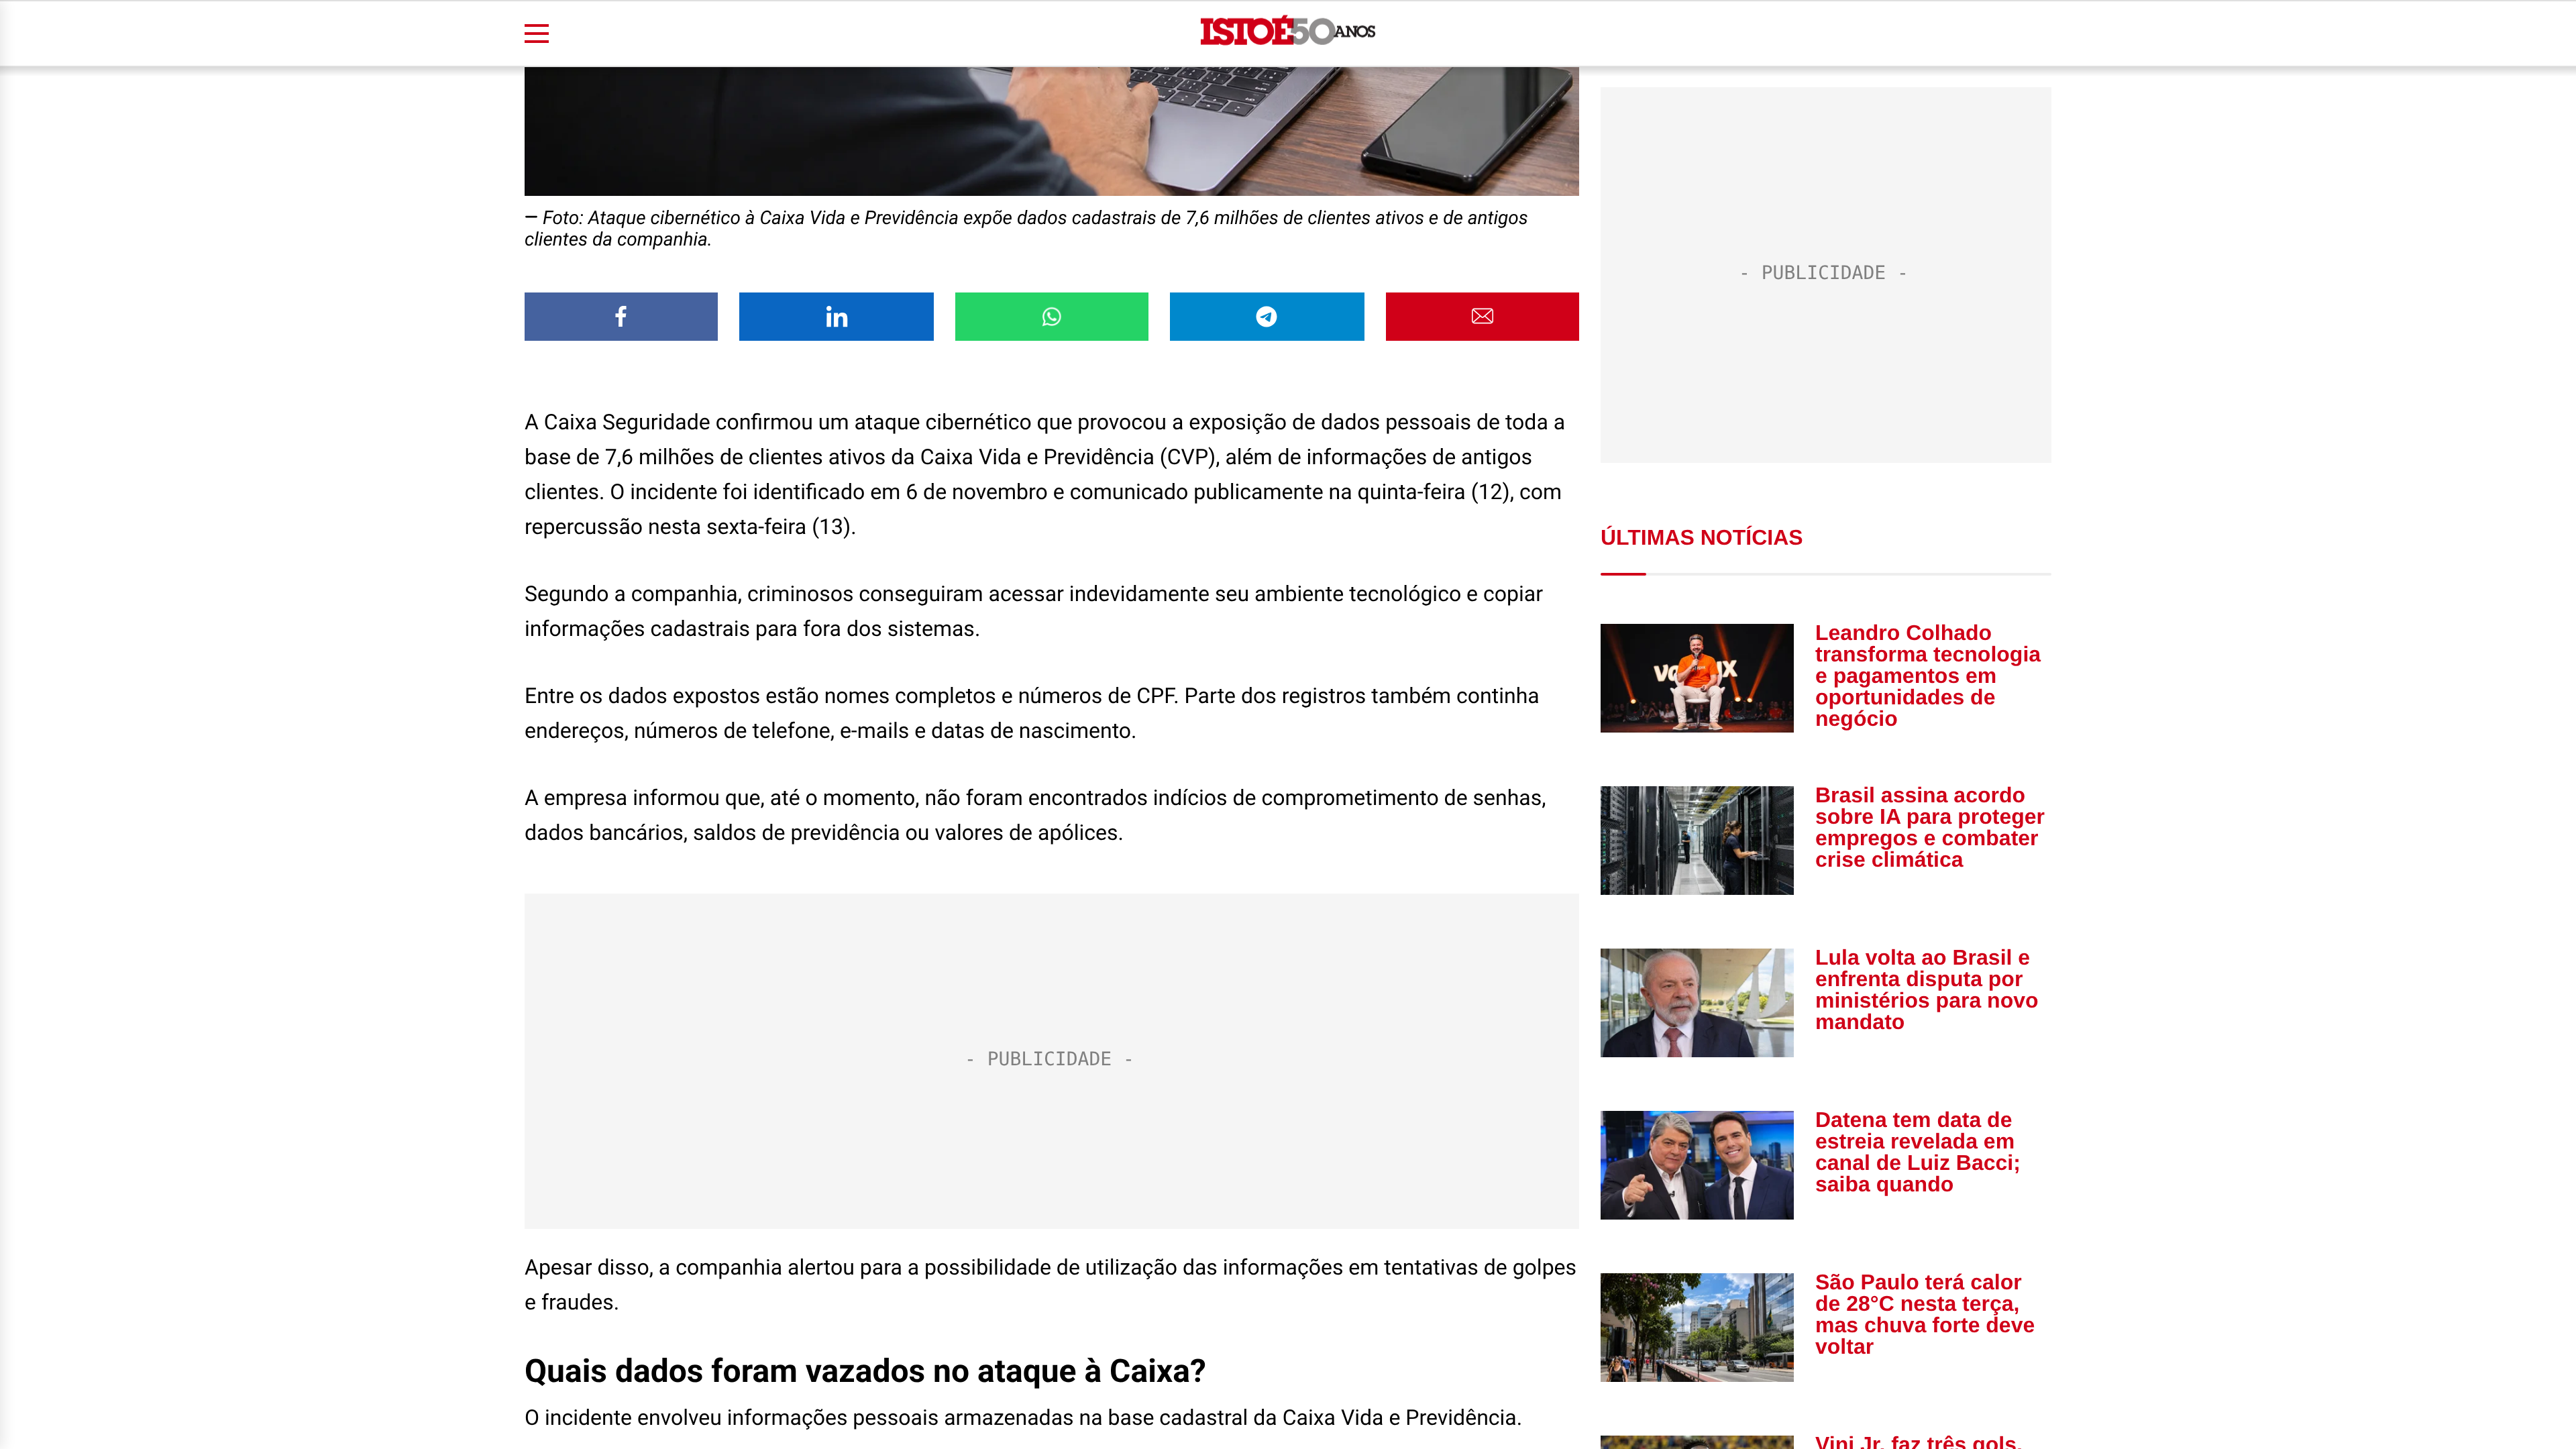 ISTOÉ50ANOS
— Foto: Ataque cibernético à Caixa Vida e Previdência expõe dados cadastrais de 7,6 milhões de clientes ativos e de antigos
clientes da companhia.
A Caixa Seguridade confirmou um ataque cibernético que provocou a exposição de dados pessoais de toda a
base de 7,6 milhões de clientes ativos da Caixa Vida e Previdência (CVP), além de informações de antigos
clientes. O incidente foi identificado em 6 de novembro e comunicado publicamente na quinta-feira (12), com
repercussão nesta sexta-feira (13).
Segundo a companhia, criminosos conseguiram acessar indevidamente seu ambiente tecnológico e copiar
informações cadastrais para fora dos sistemas.
Entre os dados expostos estão nomes completos e números de CPF. Parte dos registros também continha
endereços, números de telefone, e-mails e datas de nascimento.
A empresa informou que, até o momento, não foram encontrados indícios de comprometimento de senhas,
dados bancários, saldos de previdência ou valores de apólices.
- PUBLICIDADE -
Apesar disso, a companhia alertou para a possibilidade de utilização das informações em tentativas de golpes
e fraudes.
Quais dados foram vazados no ataque à Caixa?
O incidente envolveu informações pessoais armazenadas na base cadastral da Caixa Vida e Previdência.
- PUBLICIDADE -
ÚLTIMAS NOTÍCIAS
Leandro Colhado
transforma tecnologia
e pagamentos em
oportunidades de
negócio
Brasil assina acordo
sobre IA para proteger
empregos e combater
crise climática
Lula volta ao Brasil e
enfrenta disputa por
ministérios para novo
mandato
Datena tem data de
estreia revelada em
canal de Luiz Bacci;
saiba quando
São Paulo terá calor
de 28°C nesta terça,
mas chuva forte deve
voltar
Vini Jr. faz três gols,